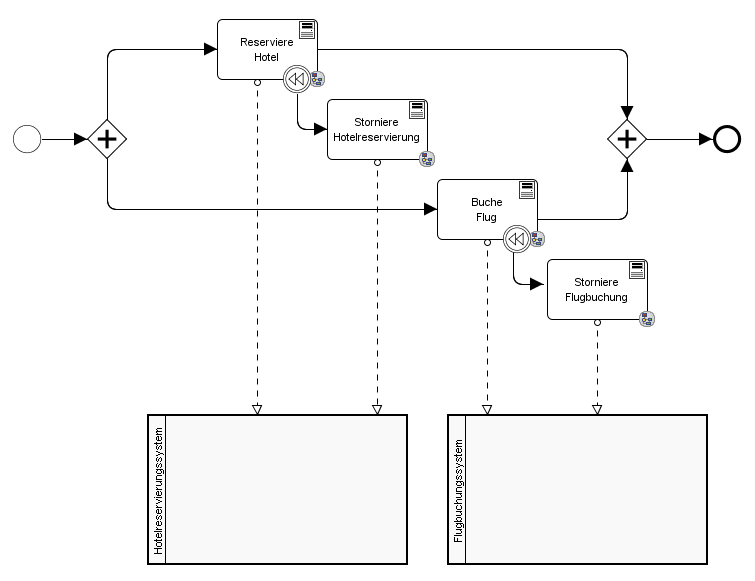 Reserviere
Hotel
Storniere
Hotelreservierung
Buche
Flug
Storniere
Flugbuchung
Hotelreservierungssystem
Flugbuchungssystem